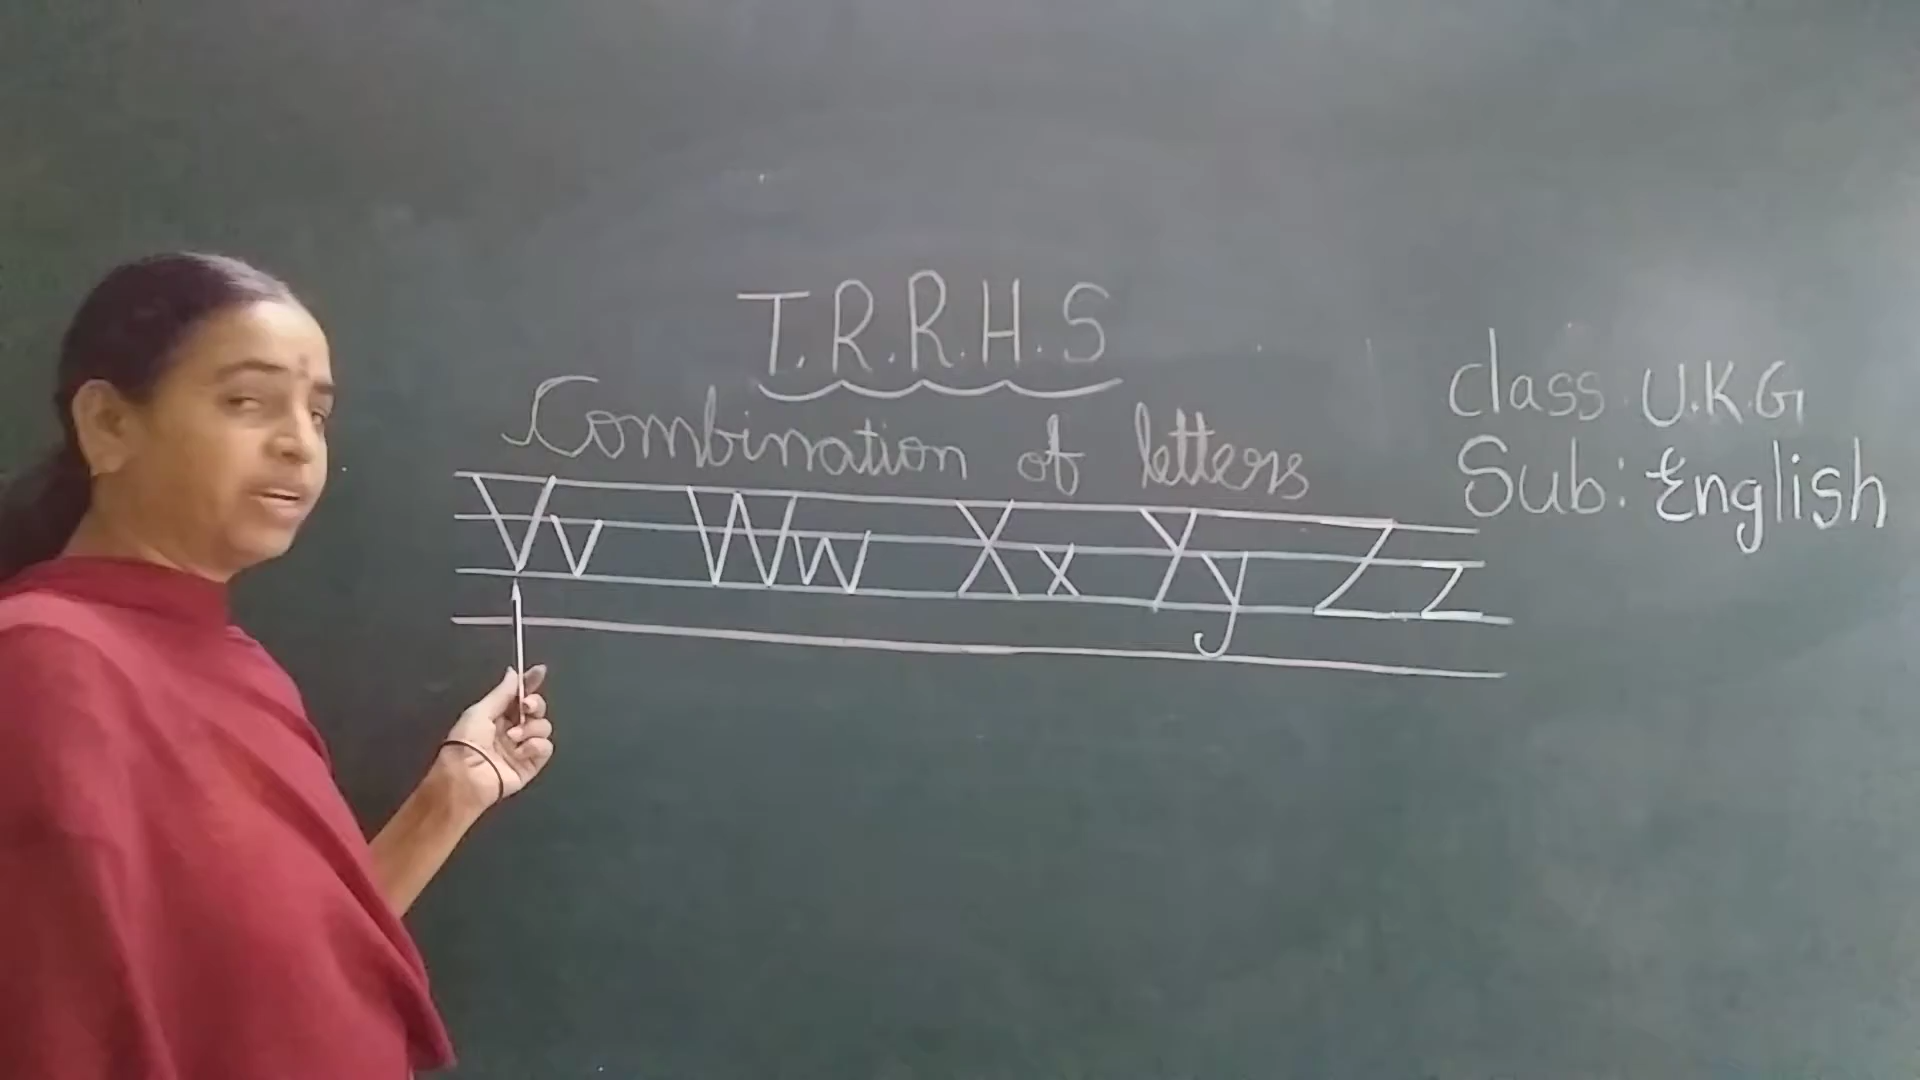 T.R.R.H.S
Combination of letters
class U.K.G
Sub: English
Vv Ww Xx Yy Zz